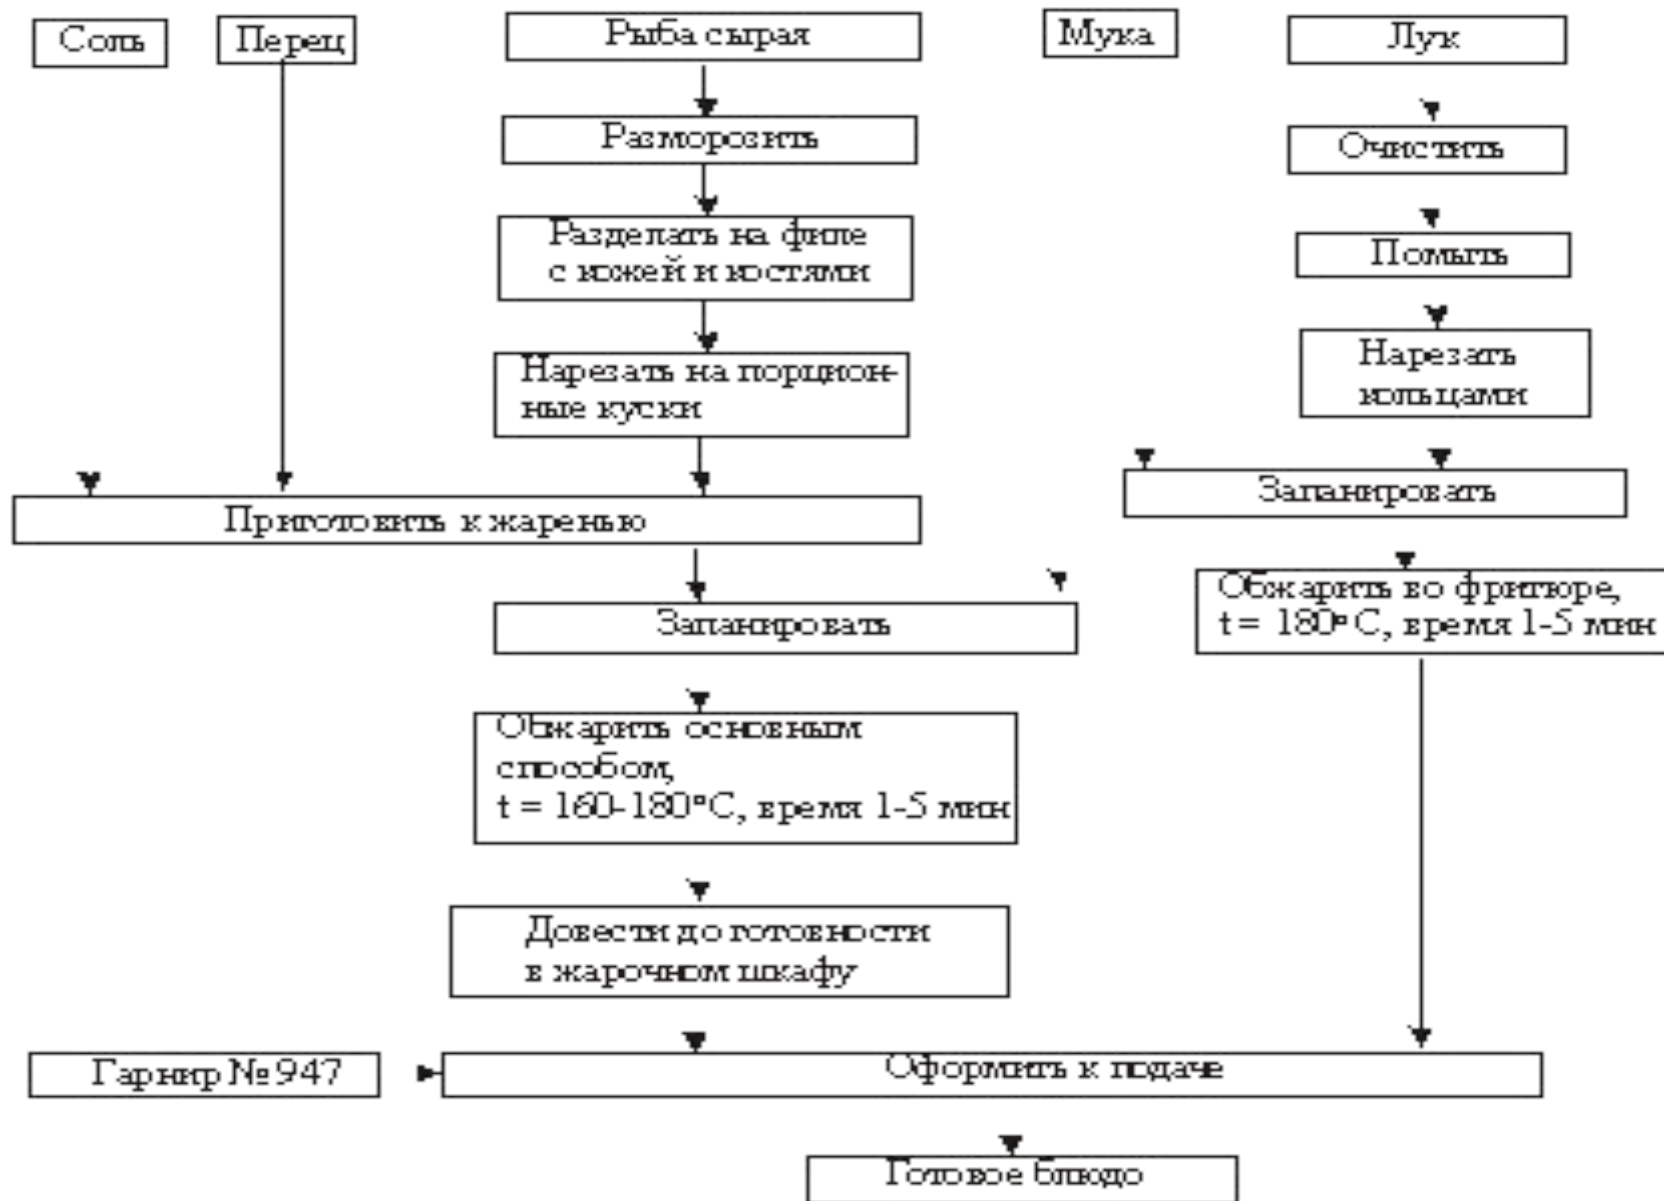 Соль
Перец
Рыба сырая
Мука
Лук
Разморозить
Очистить
Разделать на филе
с кожей и костями
Помыть
Нарезать на порцион-
ные куски
Нарезать
кольцами
Запанировать
Приготовить к жаренью
Обжарить во фритюре,
t = 180°C, время 1-5 мин
Запанировать
Обжарить основным
способом,
t = 160-180°C, время 1-5 мин
Довести до готовности
в жарочном шкафу
Гарнир № 947
Оформить к подаче
Готовое блюдо